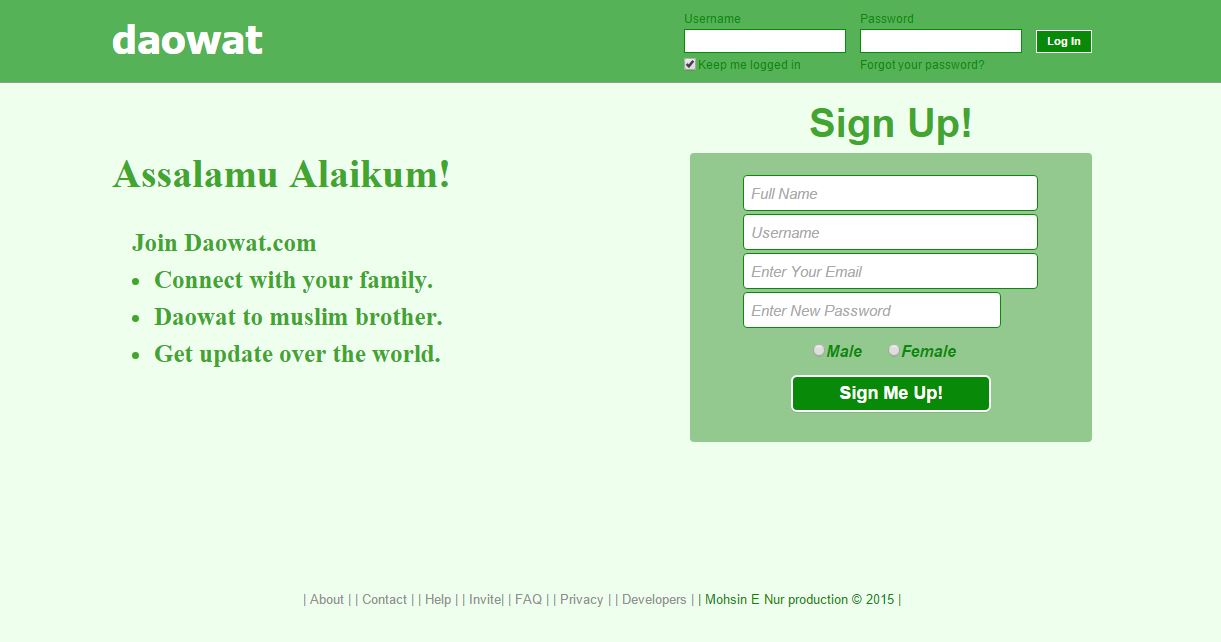 daowat
Username Password
Log In
Keep me logged in Forgot your password?
Assalamu Alaikum!
Join Daowat.com
• Connect with your family.
• Daowat to muslim brother.
• Get update over the world.
Sign Up!
Full Name
Username
Enter Your Email
Enter New Password
Male Female
Sign Me Up!
| About | | Contact | | Help | | Invite| | FAQ | | Privacy | | Developers | | Mohsin E Nur production © 2015 |